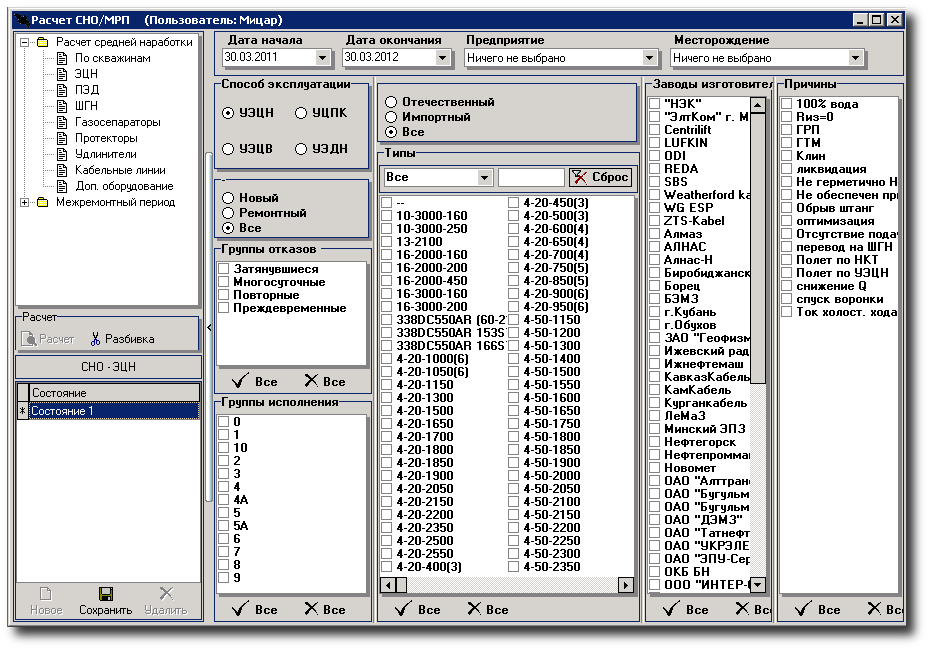 Расчет СНО/МРП (Пользователь: Мицар)
Расчет средней наработки
По скважинам
ЭЦН
ПЭД
ШГН
Газосепараторы
Протекторы
Удлинители
Кабельные линии
Доп. оборудование
Межремонтный период
Расчет
Расчет
Разбивка
СНО - ЭЦН
Состояние
* Состояние 1
Новое
Сохранить
Удалить
Дата начала
30.03.2011
Дата окончания
30.03.2012
Предприятие
Ничего не выбрано
Месторождение
Ничего не выбрано
Способ эксплуатации
УЭЦН
УЦПК
УЭЦВ
УЭДН
-
Новый
Ремонтный
Все
Группы отказов
Затянувшиеся
Многосуточные
Повторные
Преждевременные
Все
Все
Группы исполнения
0
1
10
2
3
4
4А
5
5А
6
7
8
9
Все
Все
Отечественный
Импортный
Все
Типы
Все
Сброс
--
10-3000-160
10-3000-250
13-2100
16-2000-160
16-2000-200
16-2000-450
16-3000-160
16-3000-200
338DC550AR (60-2
338DC550AR 153S
338DC550AR 166S
4-20-1000(6)
4-20-1050(6)
4-20-1150
4-20-1300
4-20-1500
4-20-1650
4-20-1700
4-20-1800
4-20-1850
4-20-1900
4-20-2050
4-20-2150
4-20-2200
4-20-2350
4-20-2500
4-20-2550
4-20-400(3)
4-20-450(3)
4-20-500(3)
4-20-600(4)
4-20-650(4)
4-20-700(4)
4-20-750(5)
4-20-850(5)
4-20-900(6)
4-20-950(6)
4-50-1150
4-50-1200
4-50-1300
4-50-1400
4-50-1500
4-50-1550
4-50-1600
4-50-1650
4-50-1750
4-50-1800
4-50-1850
4-50-1900
4-50-2000
4-50-2050
4-50-2100
4-50-2150
4-50-2200
4-50-2250
4-50-2300
4-50-2350
Все
Все
Заводы изготовител
"НЭК"
"ЭлтКом" г. М
Centrilift
LUFKIN
ODI
REDA
SBS
Weatherford ka
WG ESP
ZTS-Kabel
Алмаз
АЛНАС
Алнас-Н
Биробиджанск
Борец
БЭМЗ
г.Кубань
г.Обухов
ЗАО "Геофизм
Ижевский рад
Ижнефтемаш
КавказКабель
КамКабель
Курганкабель
ЛеМаЗ
Минский ЭПЗ
Нефтегорск
Нефтепромма
Новомет
ОАО "Алттран
ОАО "Бугульм
ОАО "Бугульм
ОАО "ДЭМЗ"
ОАО "Татнефт
ОАО "УКРЭЛЕ
ОАО "ЭПУ-Сер
ОКБ БН
ООО "ИНТЕР-
Все
Вс
Причины
100% вода
Rиз=0
ГРП
ГТМ
Клин
ликвидация
Не герметично Н
Не обеспечен пр
Обрыв штанг
оптимизация
Отсутствие пода
перевод на ШГН
Полет по НКТ
Полет по УЭЦН
снижение Q
спуск воронки
Ток холост. хода
Все
Вс